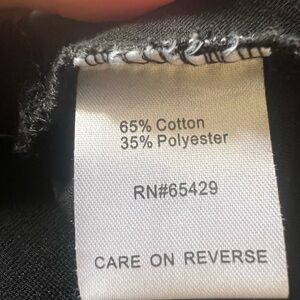 65% Cotton
35% Polyester
RN#65429
CARE ON REVERSE